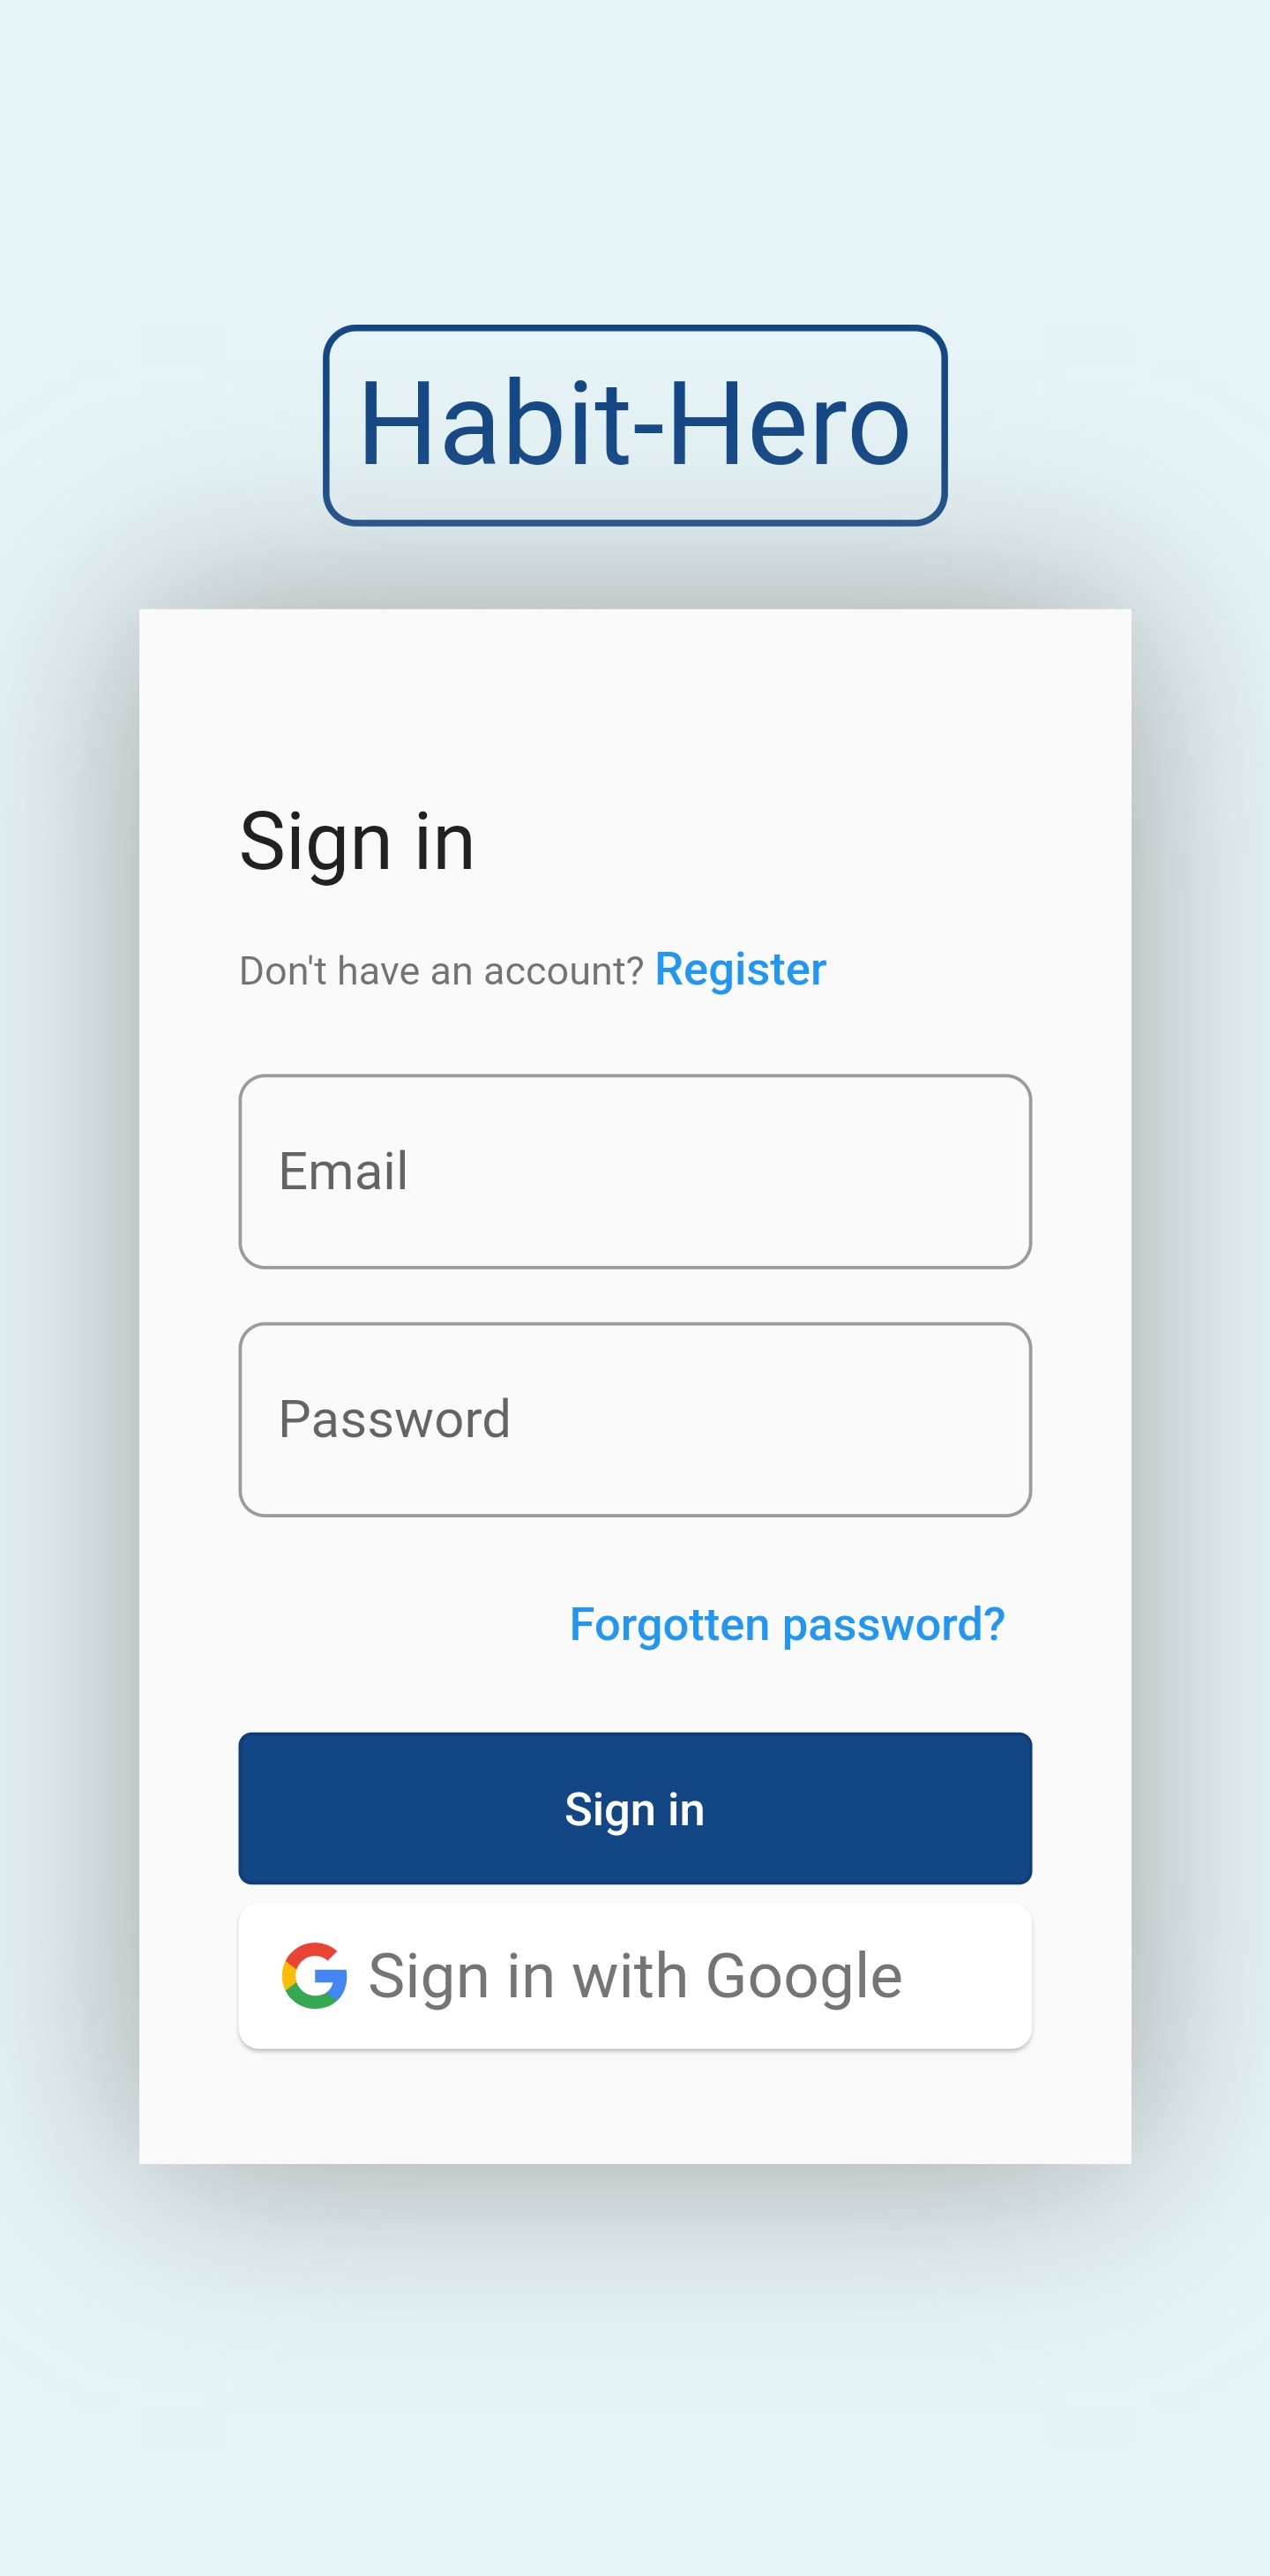 Habit-Hero
Sign in
Don't have an account? Register
Email
Password
Forgotten password?
Sign in
Sign in with Google